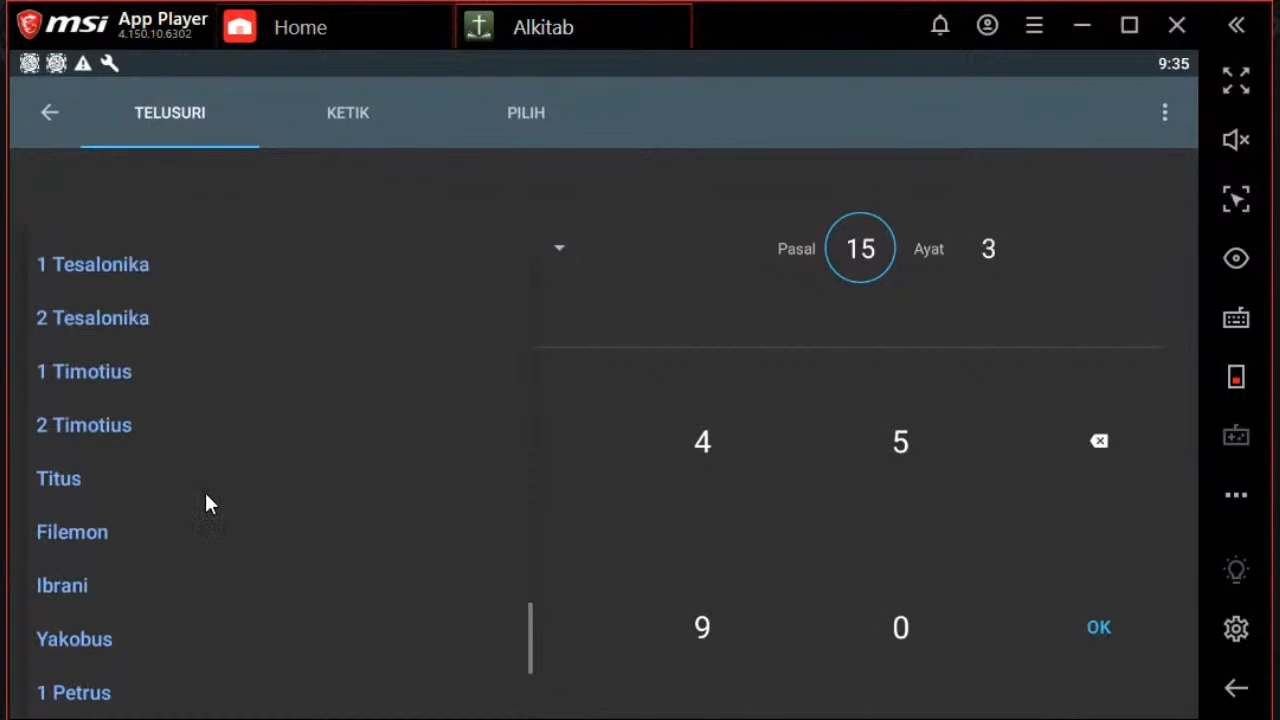 msi App Player
4.150.10.6302
Home
Alkitab
9:35
TELUSURI
KETIK
PILIH
1 Tesalonika
2 Tesalonika
1 Timotius
2 Timotius
Titus
Filemon
Ibrani
Yakobus
1 Petrus
Pasal 15 Ayat 3
4 5
9 0 OK